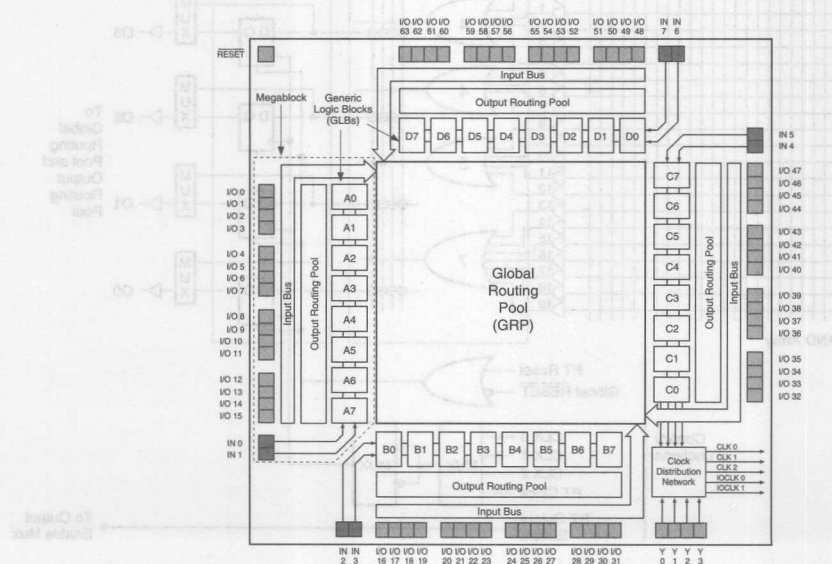 I/O I/O I/O I/O
63 62 61 60
I/O I/O I/O I/O
59 58 57 56
I/O I/O I/O I/O
55 54 53 52
I/O I/O I/O I/O
51 50 49 48
IN IN
7 6
RESET
Input Bus
Output Routing Pool
Megablock
Generic
Logic Blocks
(GLBs)
D7 D6 D5 D4 D3 D2 D1 D0
IN 5
IN 4
I/O 0
I/O 1
I/O 2
I/O 3
I/O 4
I/O 5
I/O 6
I/O 7
I/O 8
I/O 9
I/O 10
I/O 11
I/O 12
I/O 13
I/O 14
I/O 15
IN 0
IN 1
Input Bus
Output Routing Pool
A0
A1
A2
A3
A4
A5
A6
A7
Global
Routing
Pool
(GRP)
C7
C6
C5
C4
C3
C2
C1
C0
Output Routing Pool
Input Bus
I/O 47
I/O 46
I/O 45
I/O 44
I/O 43
I/O 42
I/O 41
I/O 40
I/O 39
I/O 38
I/O 37
I/O 36
I/O 35
I/O 34
I/O 33
I/O 32
B0 B1 B2 B3 B4 B5 B6 B7
Output Routing Pool
Input Bus
Clock
Distribution
Network
CLK 0
CLK 1
CLK 2
IOCLK 0
IOCLK 1
IN IN
2 3
I/O I/O I/O I/O
16 17 18 19
I/O I/O I/O I/O
20 21 22 23
I/O I/O I/O I/O
24 25 26 27
I/O I/O I/O I/O
28 29 30 31
Y Y Y Y
0 1 2 3